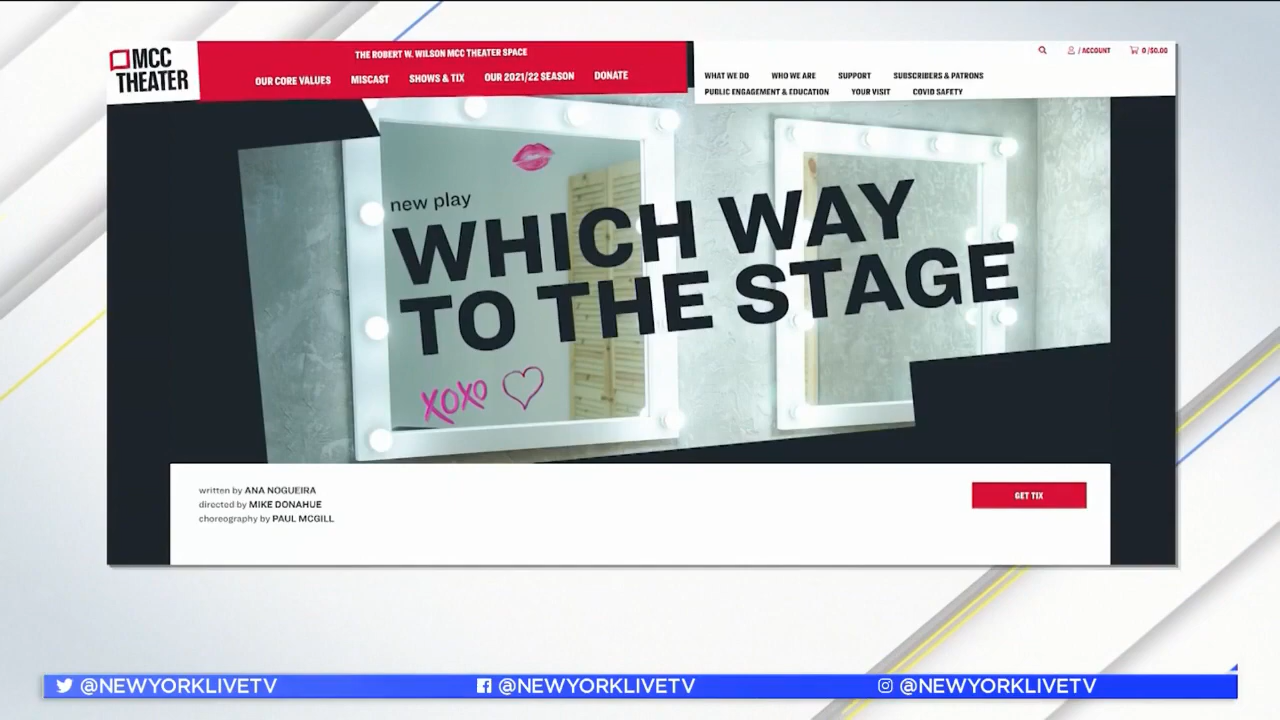 MCC
THEATER
THE ROBERT W. WILSON MCC THEATER SPACE
OUR CORE VALUES MISCAST SHOWS & TIX OUR 2021/22 SEASON DONATE
/ ACCOUNT 0 /$0.00
WHAT WE DO WHO WE ARE SUPPORT SUBSCRIBERS & PATRONS
PUBLIC ENGAGEMENT & EDUCATION YOUR VISIT COVID SAFETY
new play
WHICH WAY
TO THE STAGE
XOXO
written by ANA NOGUEIRA
directed by MIKE DONAHUE
choreography by PAUL MCGILL
GET TIX
@NEWYORKLIVETV @NEWYORKLIVETV @NEWYORKLIVETV